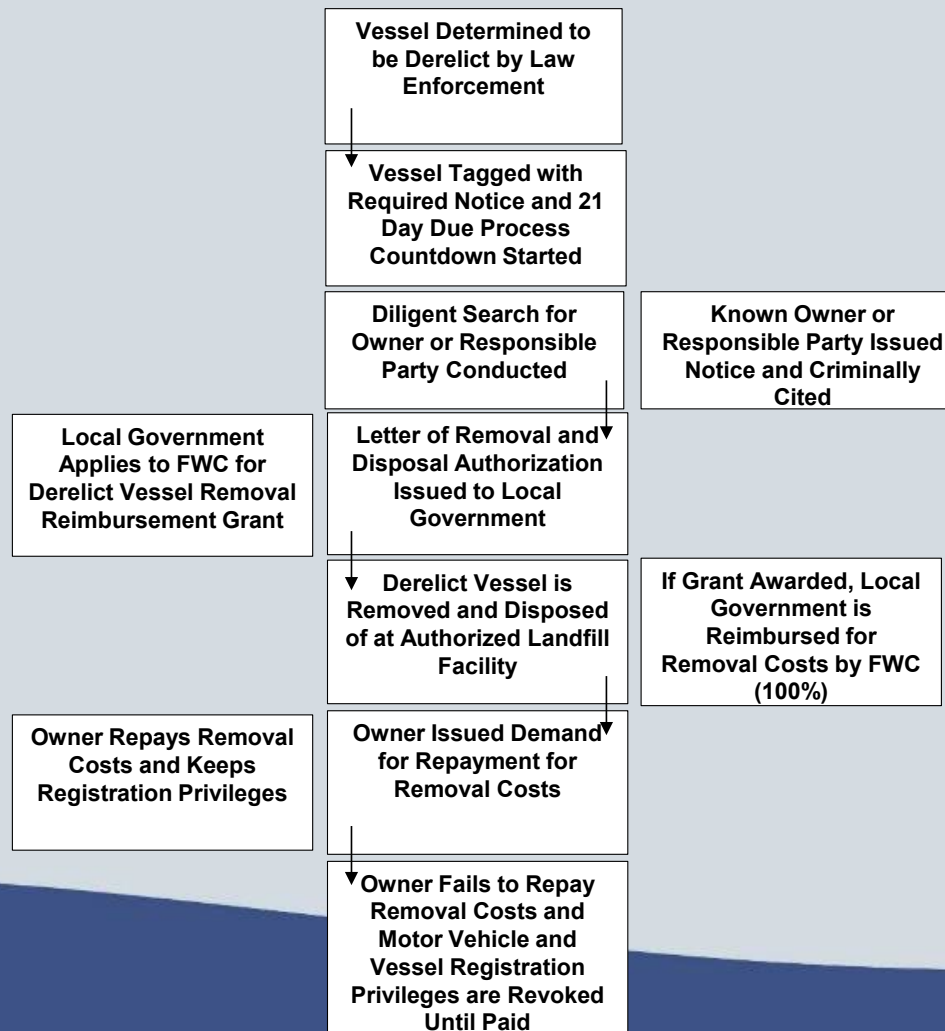 Vessel Determined to
be Derelict by Law
Enforcement
Vessel Tagged with
Required Notice and 21
Day Due Process
Countdown Started
Diligent Search for
Owner or Responsible
Party Conducted
Known Owner or
Responsible Party Issued
Notice and Criminally
Cited
Local Government
Applies to FWC for
Derelict Vessel Removal
Reimbursement Grant
Letter of Removal and
Disposal Authorization
Issued to Local
Government
Derelict Vessel is
Removed and Disposed
of at Authorized Landfill
Facility
If Grant Awarded, Local
Government is
Reimbursed for
Removal Costs by FWC
(100%)
Owner Repays Removal
Costs and Keeps
Registration Privileges
Owner Issued Demand
for Repayment for
Removal Costs
Owner Fails to Repay
Removal Costs and
Motor Vehicle and
Vessel Registration
Privileges are Revoked
Until Paid